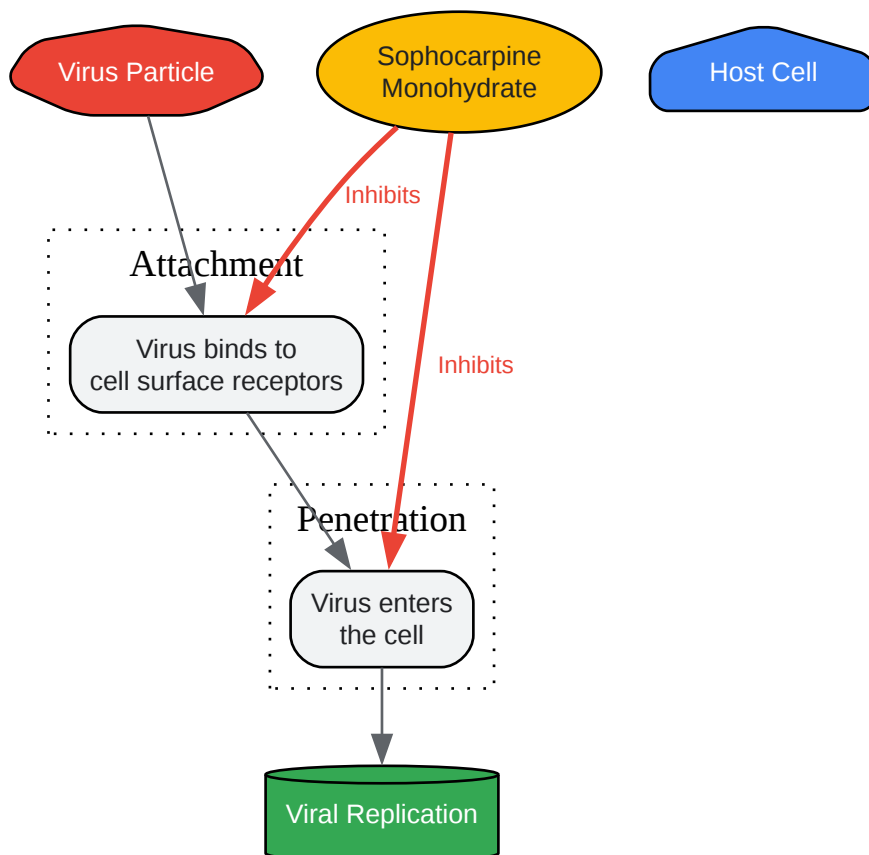 Virus Particle
Sophocarpine
Monohydrate
Host Cell
Inhibits
Attachment
Virus binds to
cell surface receptors
Inhibits
Penetration
Virus enters
the cell
Viral Replication